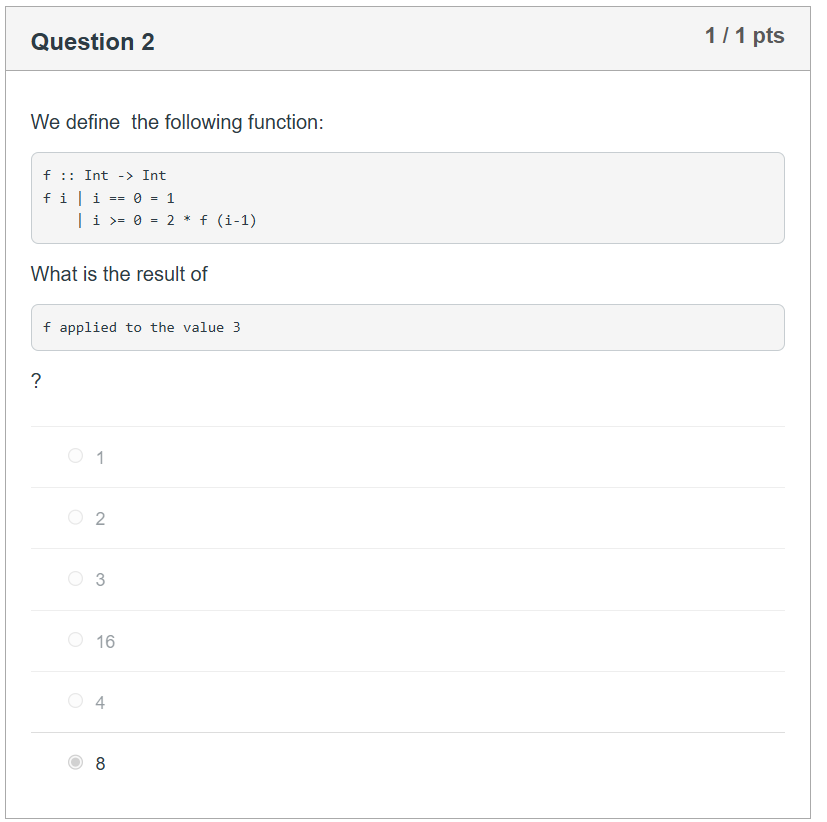 Question 2
1 / 1 pts
We define  the following function:
f :: Int -> Int
f i | i == 0 = 1
    | i >= 0 = 2 * f (i-1)
What is the result of
f applied to the value 3
?
1
2
3
16
4
8